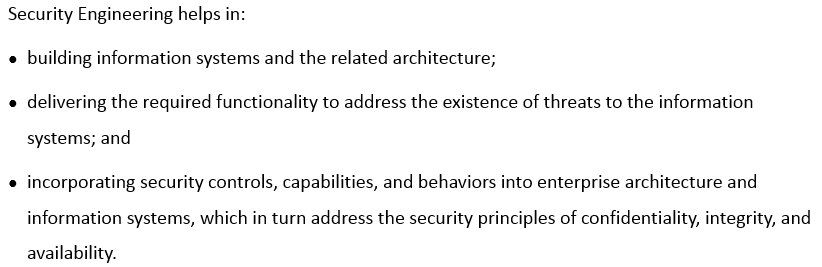 Security Engineering helps in:
• building information systems and the related architecture;
• delivering the required functionality to address the existence of threats to the information
systems; and
• incorporating security controls, capabilities, and behaviors into enterprise architecture and
information systems, which in turn address the security principles of confidentiality, integrity, and
availability.